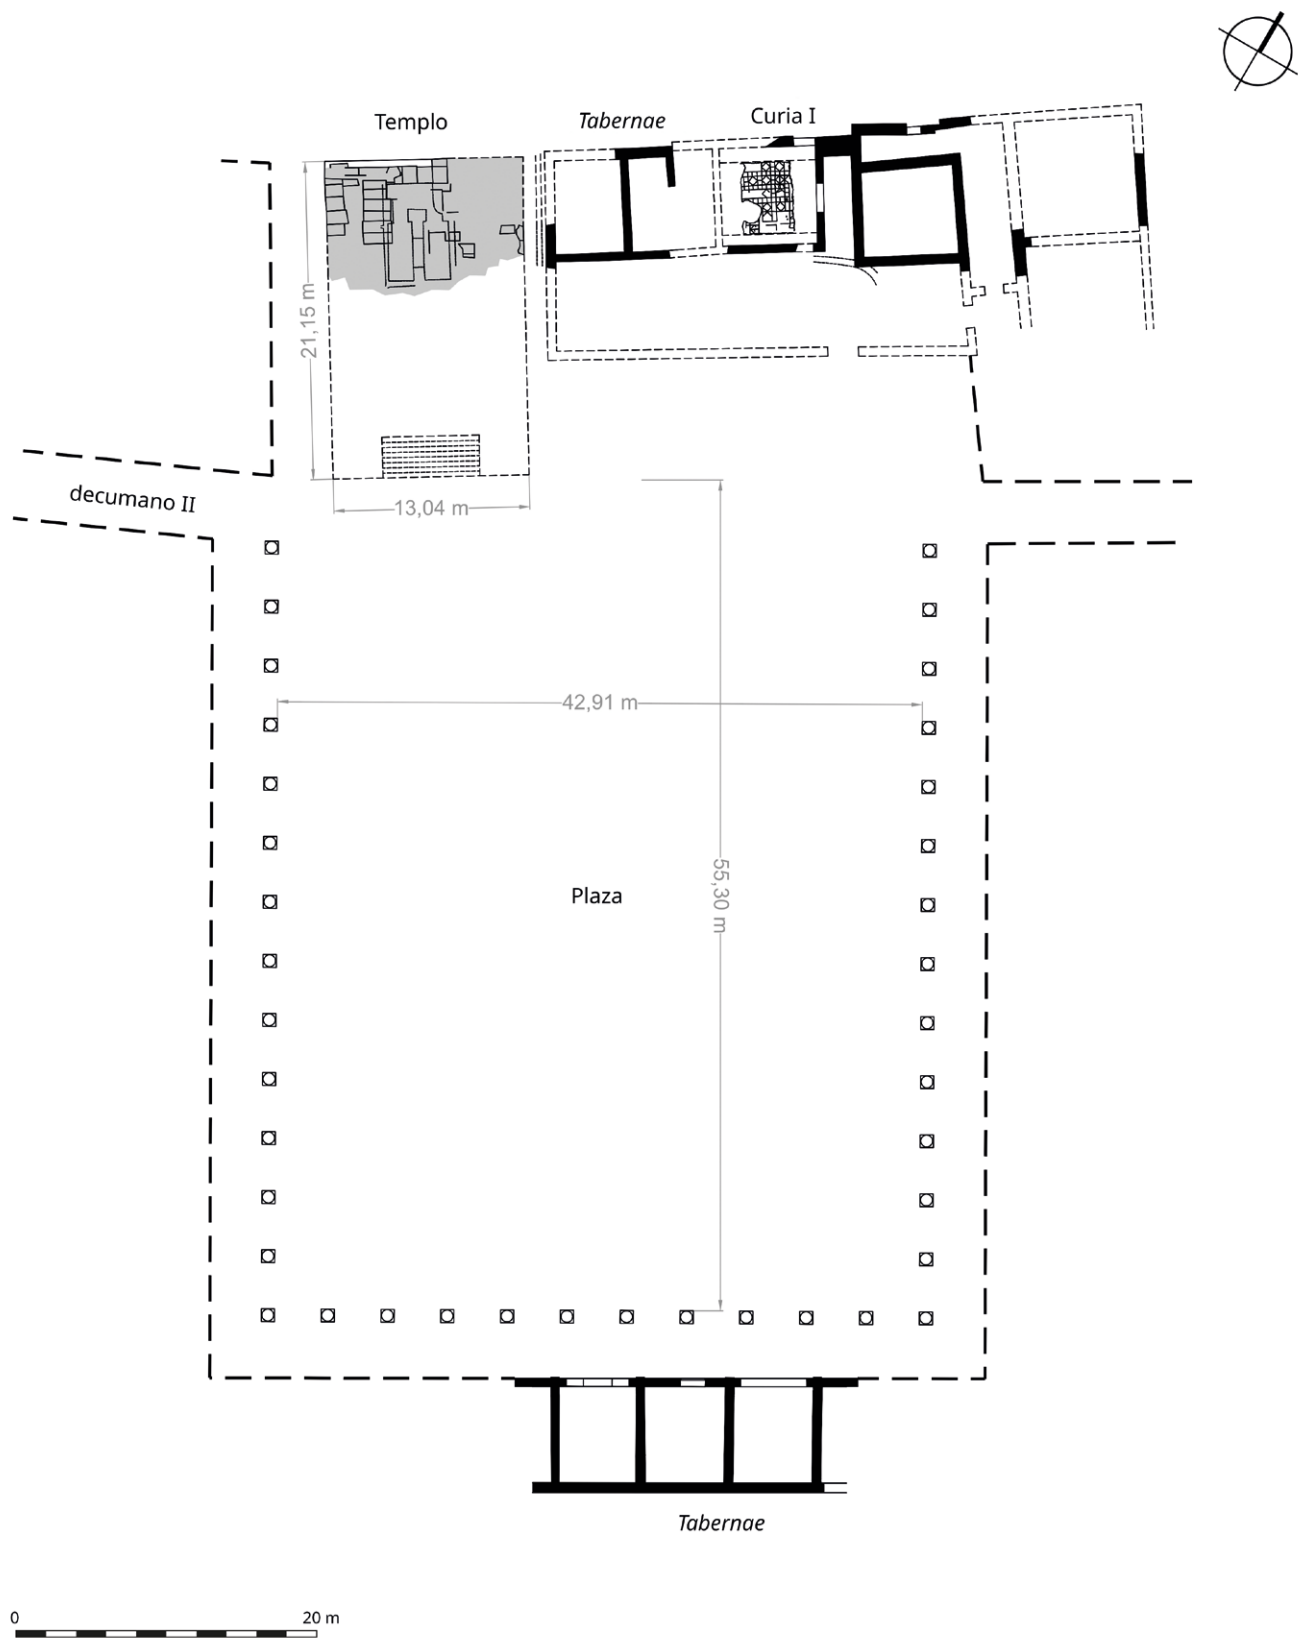 Curia I
Templo
Tabernae
21,15 m
decumano II
13,04 m
42,91 m
55,30 m
Plaza
Tabernae
0
20 m